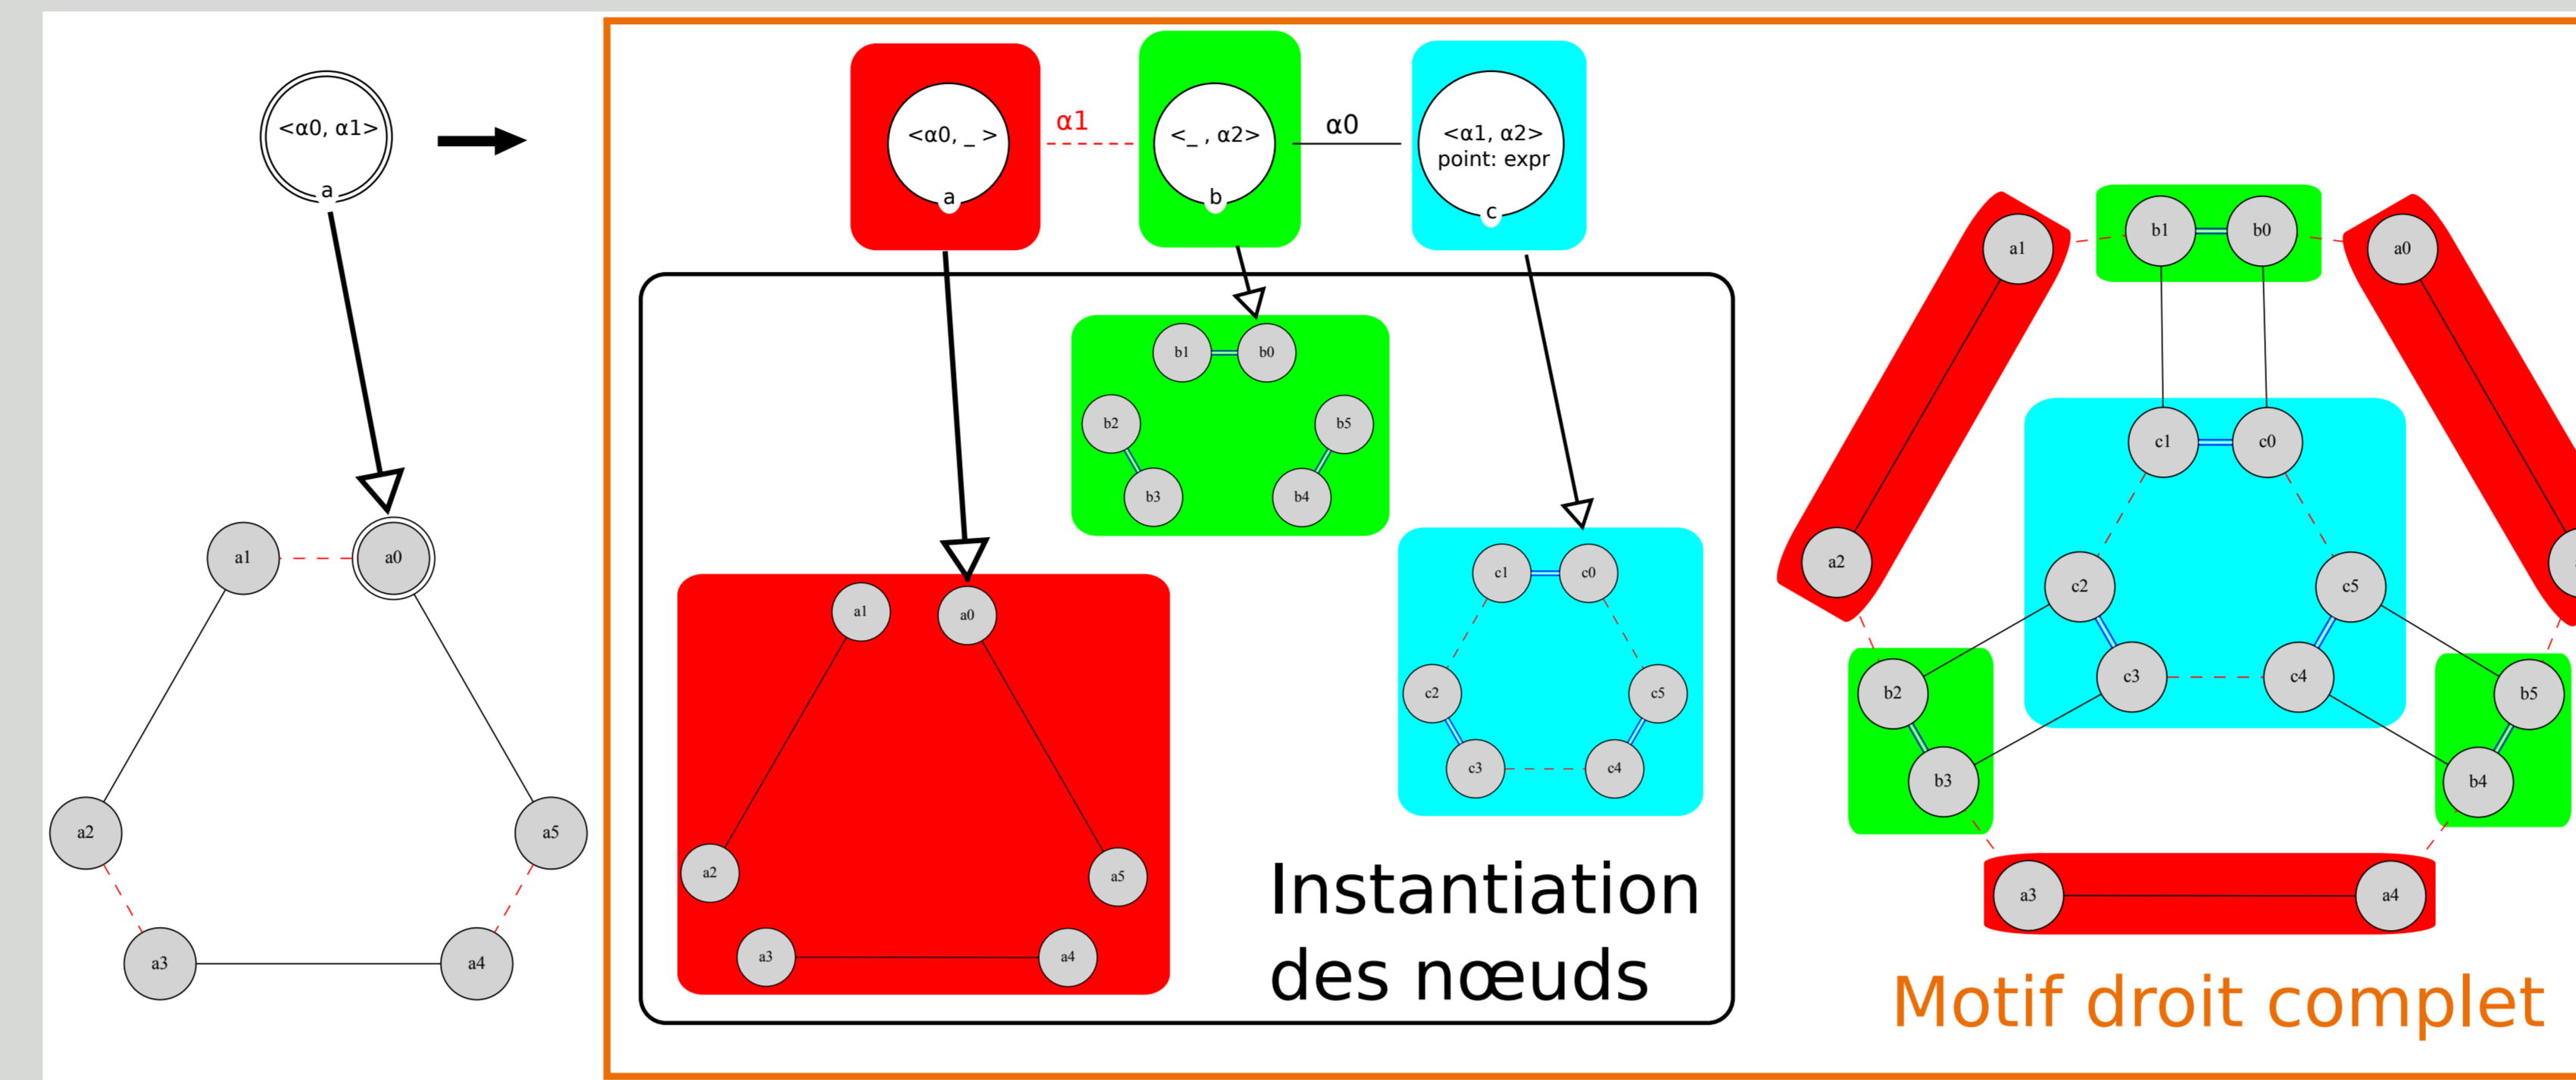 <α0, α1>
a
a1
a0
a2
a5
a3
a4
<α0, _ >
a
α1
<_ , α2>
b
α0
<α1, α2>
point: expr
c
b1
b0
b2
b5
b3
b4
a1
a0
a2
a5
a3
a4
c1
c0
c2
c5
c3
c4
Instantiation
des nœuds
a1
b1
b0
a0
c1
c0
a2
c2
c5
b2
c3
c4
b5
b3
b4
a3
a4
Motif droit complet